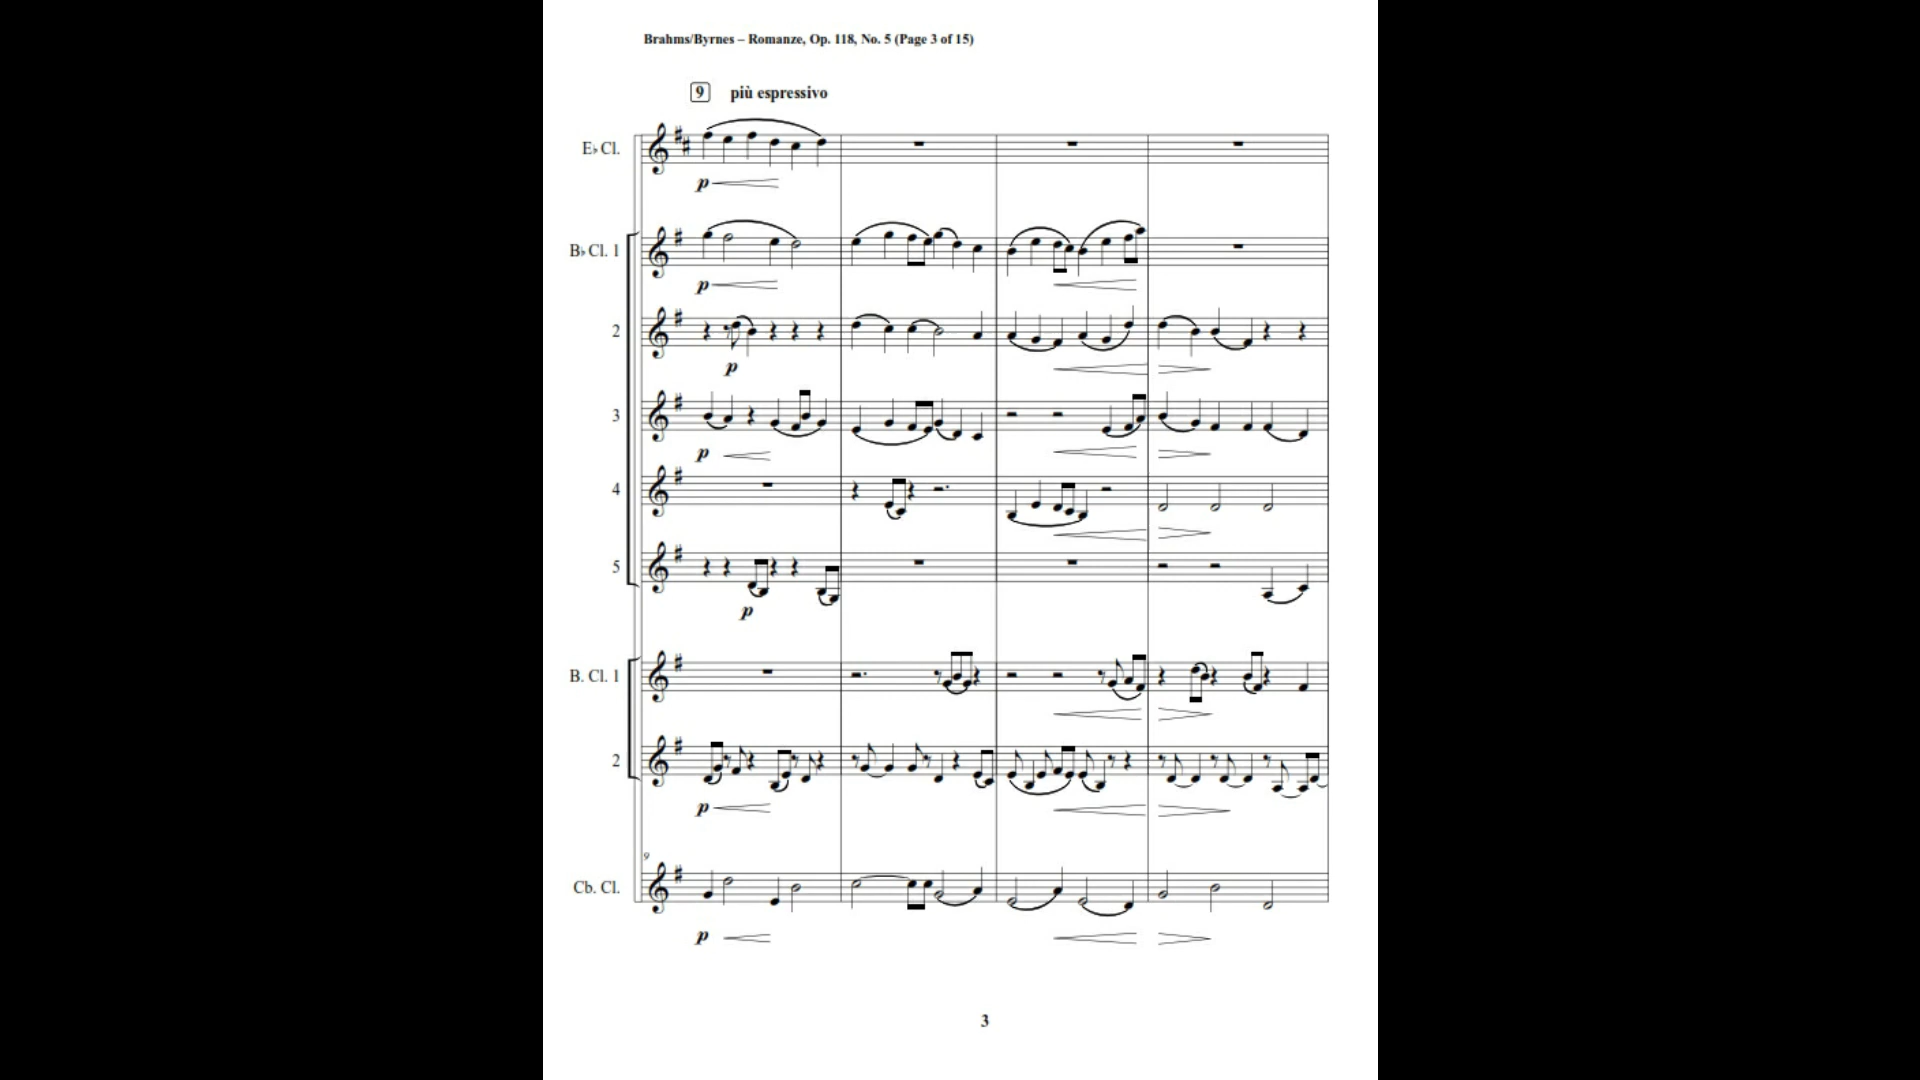 Brahms/Byrnes – Romanze, Op. 118, No. 5 (Page 3 of 15)
9 più espressivo
E♭ Cl.
p
B♭ Cl. 1
p
2
p
3
p
4
5
p
B. Cl. 1
2
p
9
Cb. Cl.
p
3